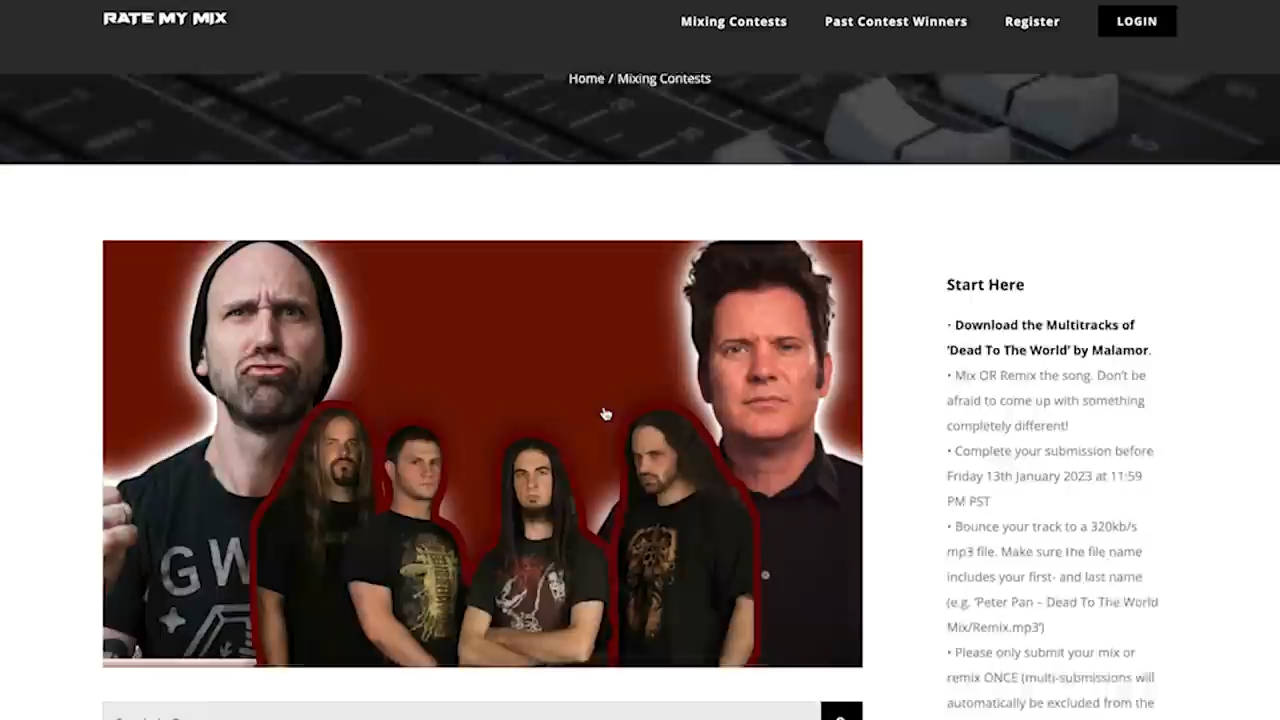 RATE MY MIX
Mixing Contests
Past Contest Winners
Register
LOGIN
Home / Mixing Contests
GW
Start Here
• Download the Multitracks of
‘Dead To The World’ by Malamor.
• Mix OR Remix the song. Don’t be
afraid to come up with something
completely different!
• Complete your submission before
Friday 13th January 2023 at 11:59
PM PST
• Bounce your track to a 320kb/s
mp3 file. Make sure the file name
includes your first- and last name
(e.g. ‘Peter Pan – Dead To The World
Mix/Remix.mp3’)
• Please only submit your mix or
remix ONCE (multi-submissions will
automatically be excluded from the